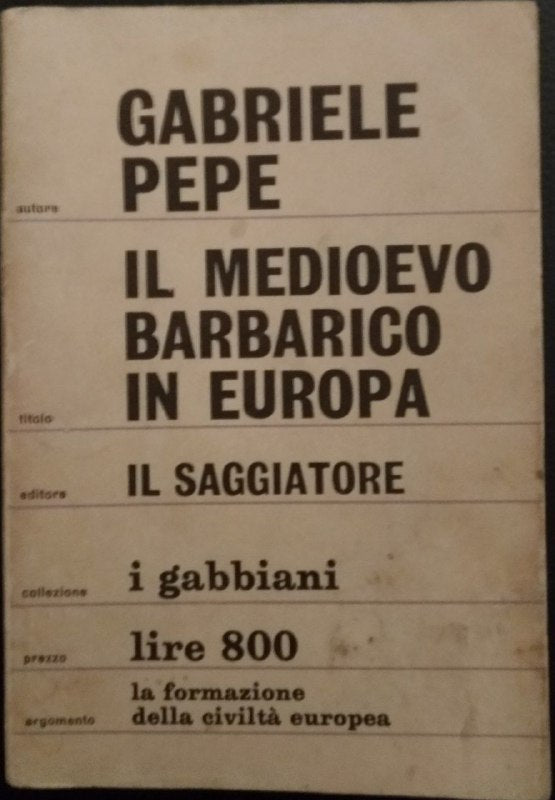 GABRIELE
autore PEPE
IL MEDIOEVO
BARBARICO
titolo IN EUROPA
editore IL SAGGIATORE
collezione i gabbiani
prezzo lire 800
la formazione
argomento della civiltà europea